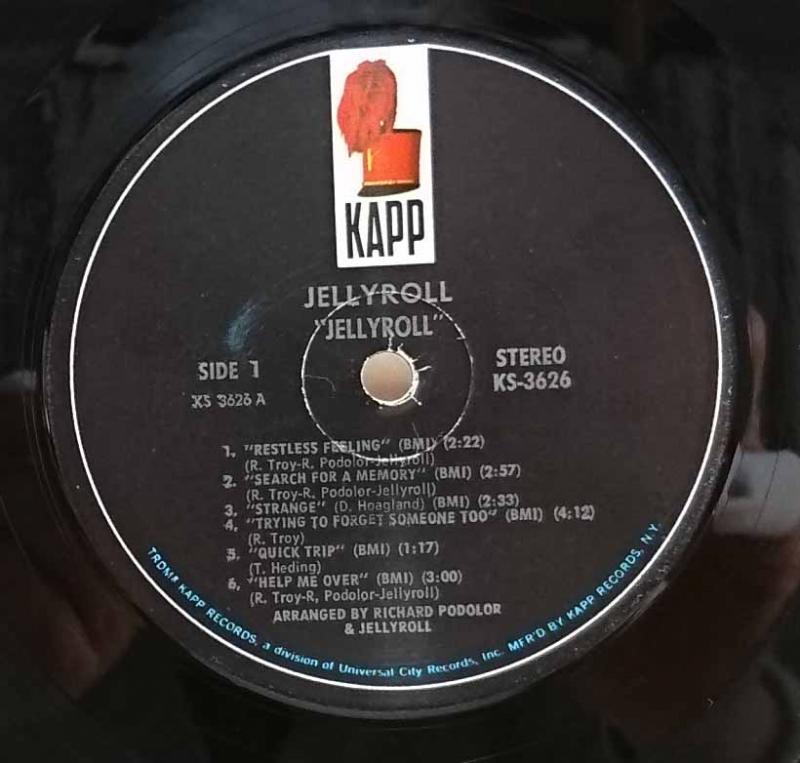 KAPP
JELLYROLL
"JELLYROLL"
SIDE 1
KS 3626 A
STEREO
KS-3626
1. "RESTLESS FEELING" (BMI) (2:22)
(R. Troy-R. Podolor-Jellyroll)
2. "SEARCH FOR A MEMORY" (BMI) (2:57)
(R. Troy-R, Podolor-Jellyroll)
3. "STRANGE" (D. Hoagland) (BMI) (2:33)
4. "TRYING TO FORGET SOMEONE TOO" (BMI) (4:12)
(R. Troy)
5. "QUICK TRIP" (BMI) (1:17)
(T. Heding)
6. "HELP ME OVER" (BMI) (3:00)
(R. Troy-R, Podolor-Jellyroll)
ARRANGED BY RICHARD PODOLOR
& JELLYROLL
TRDMK KAPP RECORDS, a division of Universal City Records, Inc. MFR'D BY KAPP RECORDS, N.Y.